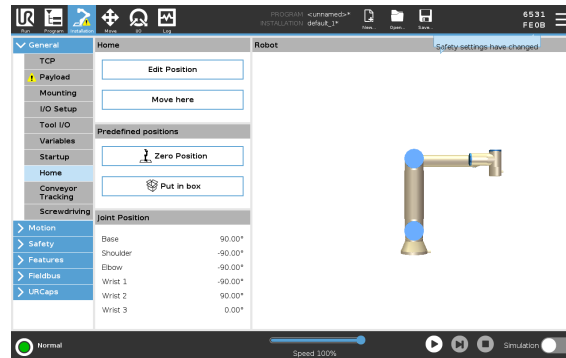 UR
Run
Program
Installation
Move
I/O
Log
PROGRAM <unnamed>*
INSTALLATION default_1*
New...
Open...
Save...
6531
FE0B
General
Home
Robot
Safety settings have changed
TCP
Payload
Mounting
I/O Setup
Tool I/O
Variables
Startup
Home
Conveyor
Tracking
Screwdriving
Motion
Safety
Features
Fieldbus
URCaps
Edit Position
Move here
Predefined positions
Zero Position
Put in box
Joint Position
Base 90.00°
Shoulder -90.00°
Elbow -90.00°
Wrist 1 -90.00°
Wrist 2 90.00°
Wrist 3 0.00°
Normal
Speed 100%
Simulation